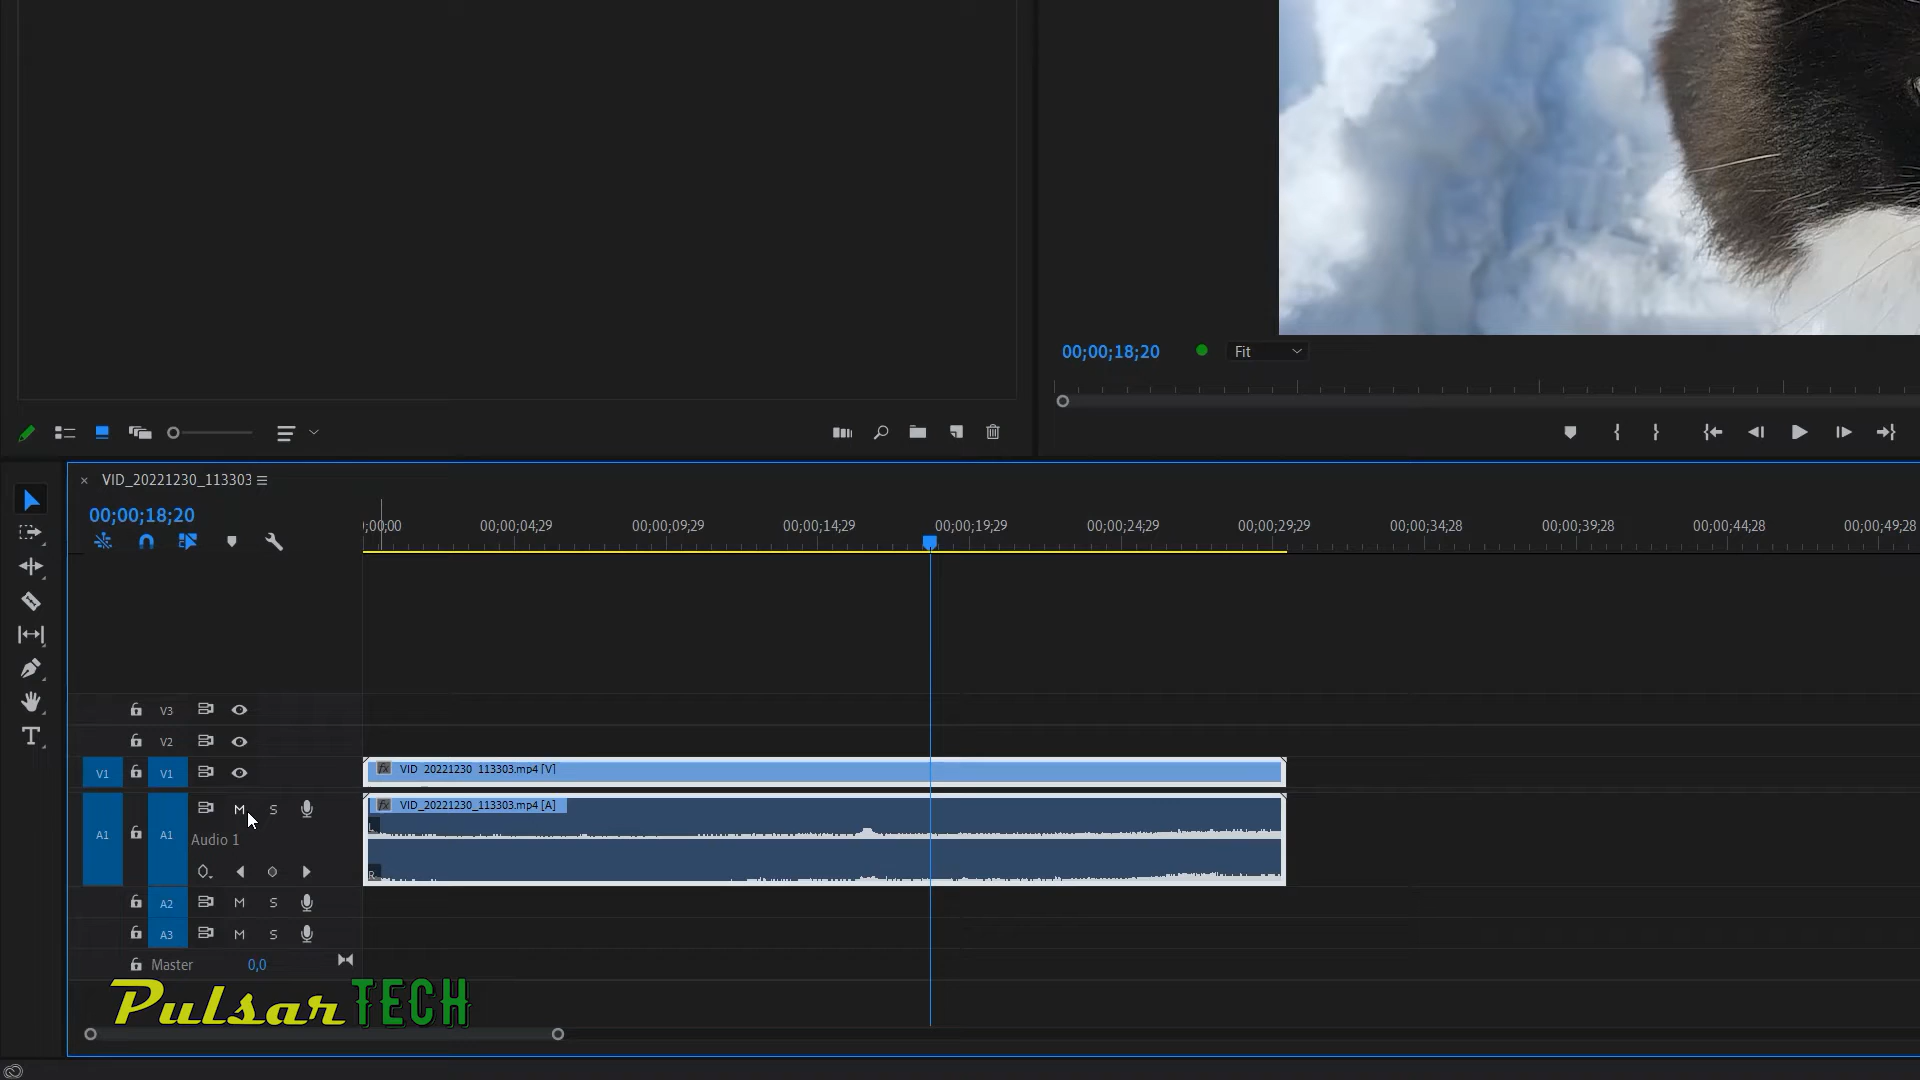 00;00;18;20
Fit
VID_20221230_113303
00;00;18;20
;00;00
00;00;04;29
00;00;09;29
00;00;14;29
00;00;19;29
00;00;24;29
00;00;29;29
00;00;34;28
00;00;39;28
00;00;44;28
00;00;49;28
V3
V2
V1 V1
fx VID_20221230_113303.mp4 [V]
M S
fx VID_20221230_113303.mp4 [A]
L
A1 A1
Audio 1
R
A2 M S
A3 M S
Master 0,0
PulsarTECH